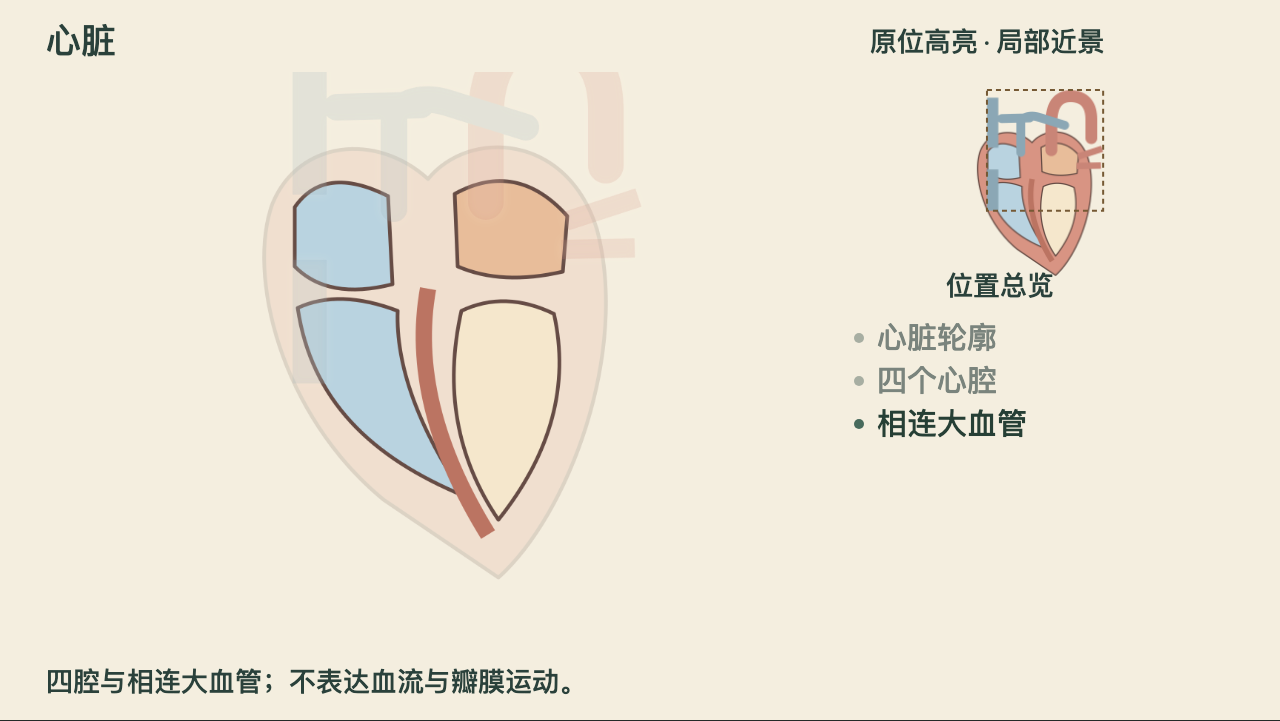 心脏
原位高亮 · 局部近景
位置总览
心脏轮廓
四个心腔
相连大血管
四腔与相连大血管；不表达血流与瓣膜运动。